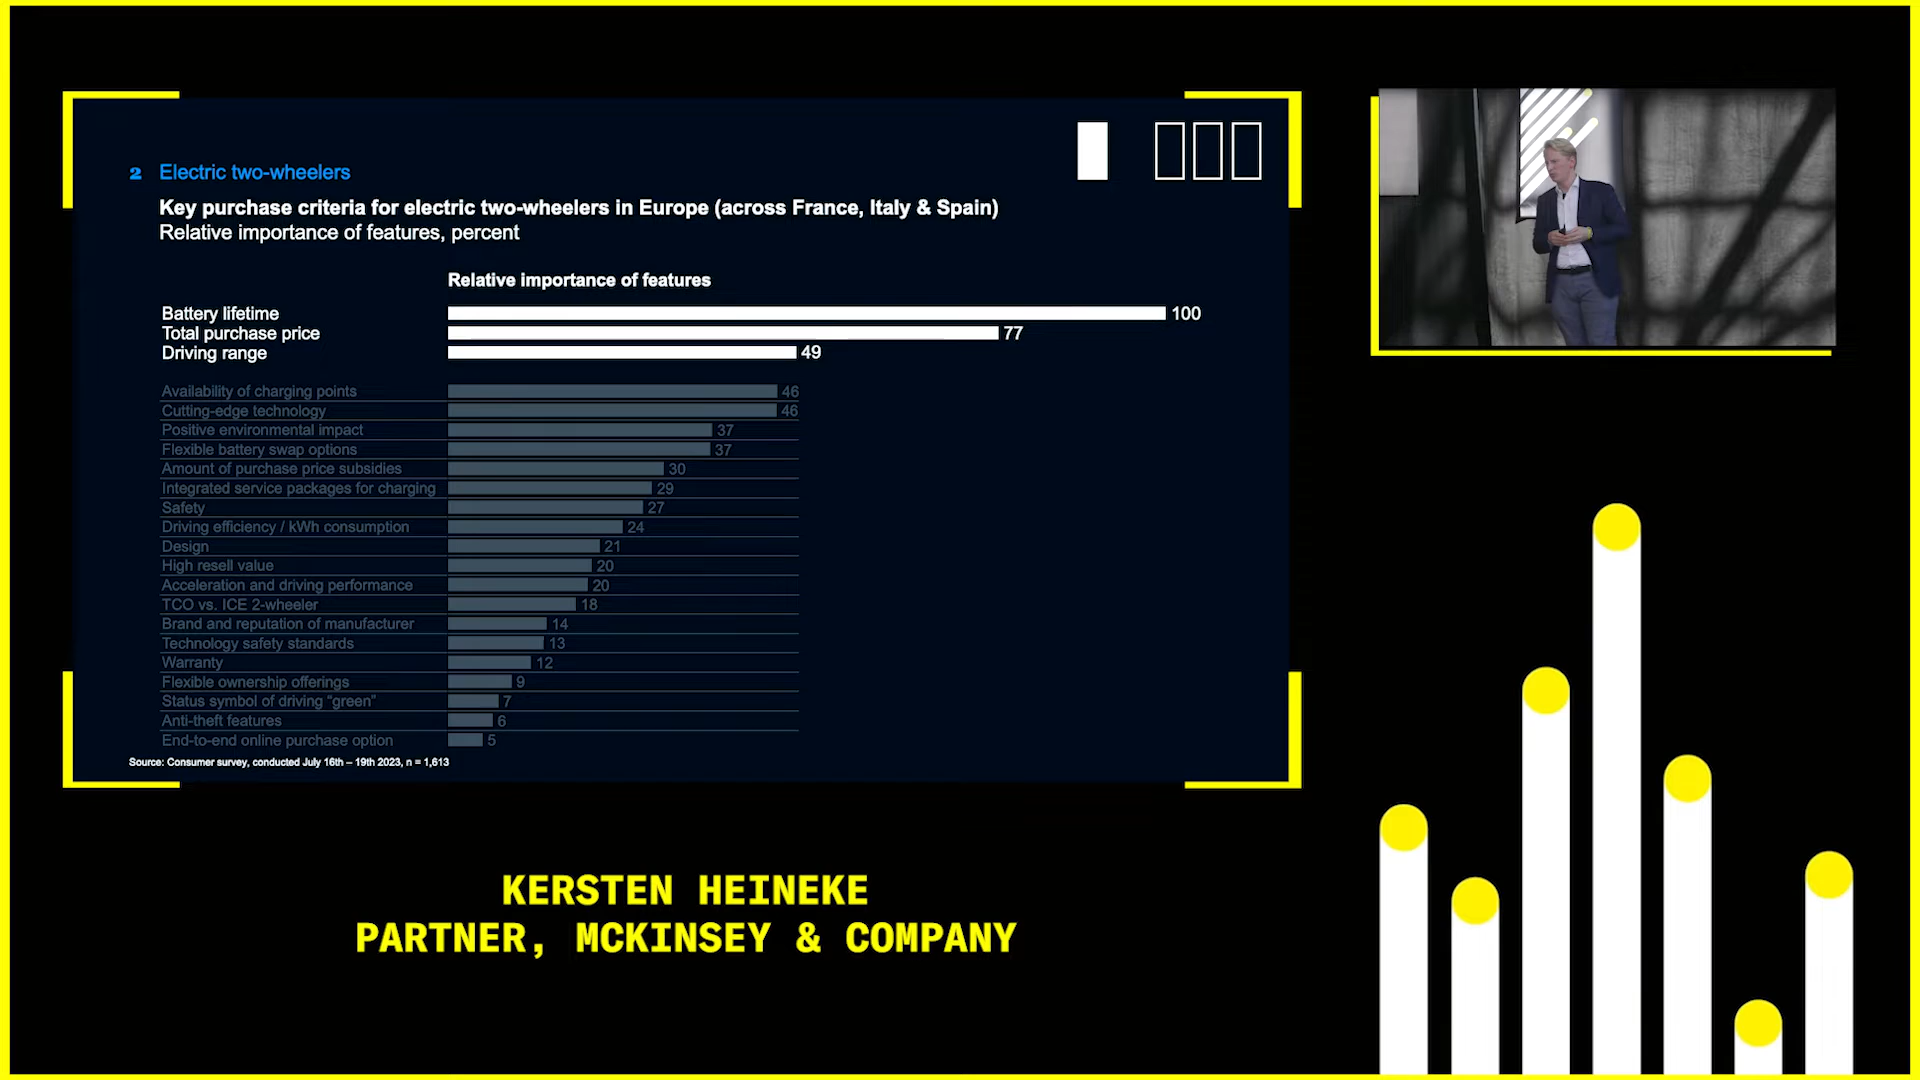 2 Electric two-wheelers
Key purchase criteria for electric two-wheelers in Europe (across France, Italy & Spain)
Relative importance of features, percent
Relative importance of features
Battery lifetime 100
Total purchase price 77
Driving range 49
Availability of charging points 46
Cutting-edge technology 46
Positive environmental impact 37
Flexible battery swap options 37
Amount of purchase price subsidies 30
Integrated service packages for charging 29
Safety 27
Driving efficiency / kWh consumption 24
Design 21
High resell value 20
Acceleration and driving performance 20
TCO vs. ICE 2-wheeler 18
Brand and reputation of manufacturer 14
Technology safety standards 13
Warranty 12
Flexible ownership offerings 9
Status symbol of driving “green” 7
Anti-theft features 6
End-to-end online purchase option 5
Source: Consumer survey, conducted July 16th – 19th 2023, n = 1,613
KERSTEN HEINEKE
PARTNER, MCKINSEY & COMPANY